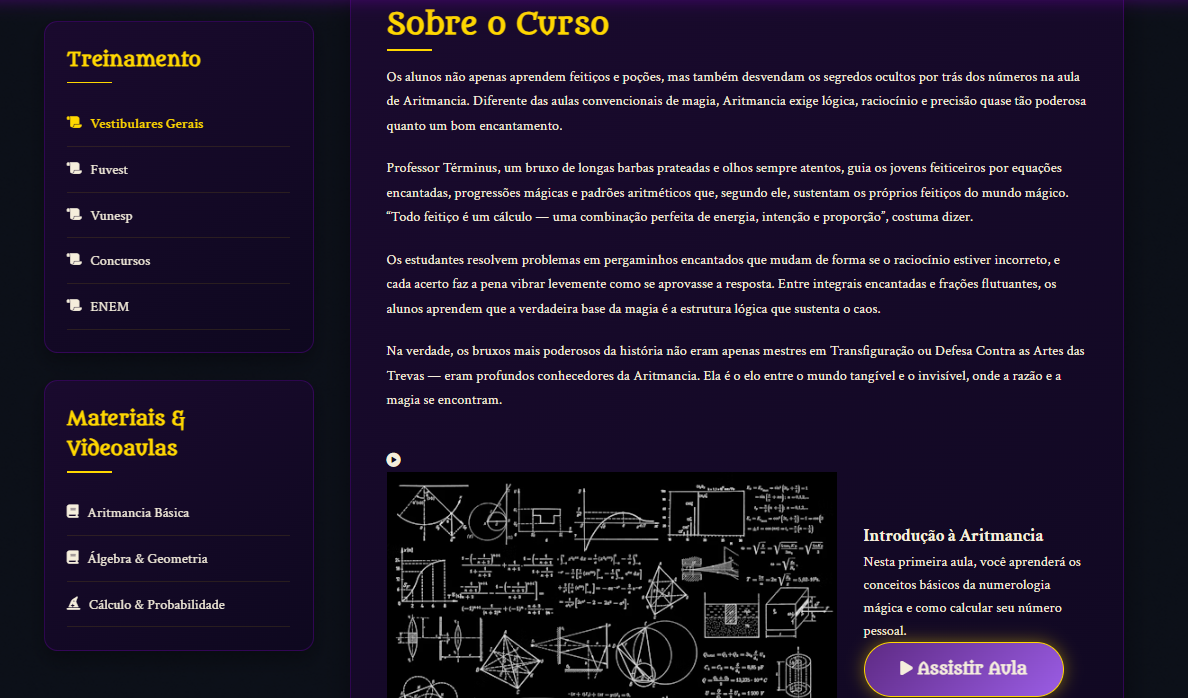 Treinamento
Vestibulares Gerais
Fuvest
Vunesp
Concursos
ENEM
Materiais &
Videoaulas
Aritmancia Básica
Álgebra & Geometria
Cálculo & Probabilidade
Sobre o Curso
Os alunos não apenas aprendem feitiços e poções, mas também desvendam os segredos ocultos por trás dos números na aula
de Aritmancia. Diferente das aulas convencionais de magia, Aritmancia exige lógica, raciocínio e precisão quase tão poderosa
quanto um bom encantamento.
Professor Términus, um bruxo de longas barbas prateadas e olhos sempre atentos, guia os jovens feiticeiros por equações
encantadas, progressões mágicas e padrões aritméticos que, segundo ele, sustentam os próprios feitiços do mundo mágico.
“Todo feitiço é um cálculo — uma combinação perfeita de energia, intenção e proporção”, costuma dizer.
Os estudantes resolvem problemas em pergaminhos encantados que mudam de forma se o raciocínio estiver incorreto, e
cada acerto faz a pena vibrar levemente como se aprovasse a resposta. Entre integrais encantadas e frações flutuantes, os
alunos aprendem que a verdadeira base da magia é a estrutura lógica que sustenta o caos.
Na verdade, os bruxos mais poderosos da história não eram apenas mestres em Transfiguração ou Defesa Contra as Artes das
Trevas — eram profundos conhecedores da Aritmancia. Ela é o elo entre o mundo tangível e o invisível, onde a razão e a
magia se encontram.
Introdução à Aritmancia
Nesta primeira aula, você aprenderá os
conceitos básicos da numerologia
mágica e como calcular seu número
pessoal.
Assistir Aula